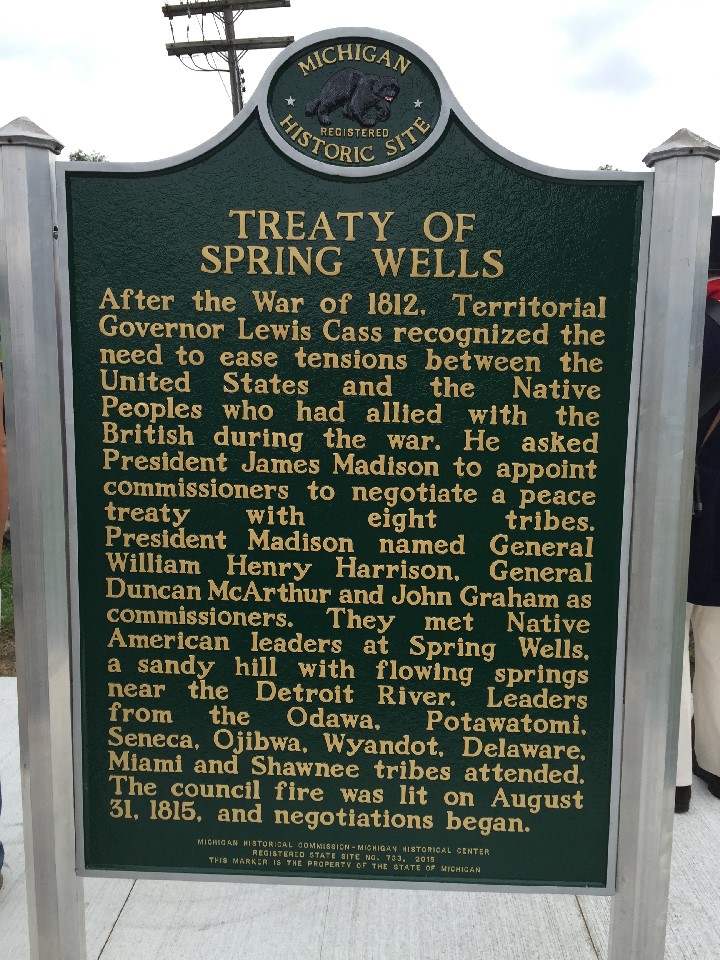 MICHIGAN
REGISTERED
HISTORIC SITE
TREATY OF
SPRING WELLS
After the War of 1812, Territorial
Governor Lewis Cass recognized the
need to ease tensions between the
United States and the Native
Peoples who had allied with the
British during the war. He asked
President James Madison to appoint
commissioners to negotiate a peace
treaty with eight tribes.
President Madison named General
William Henry Harrison, General
Duncan McArthur and John Graham as
commissioners. They met Native
American leaders at Spring Wells,
a sandy hill with flowing springs
near the Detroit River. Leaders
from the Odawa, Potawatomi,
Seneca, Ojibwa, Wyandot, Delaware,
Miami and Shawnee tribes attended.
The council fire was lit on August
31, 1815, and negotiations began.
MICHIGAN HISTORICAL COMMISSION-MICHIGAN HISTORICAL CENTER
REGISTERED STATE SITE NO. 733, 2015
THIS MARKER IS THE PROPERTY OF THE STATE OF MICHIGAN